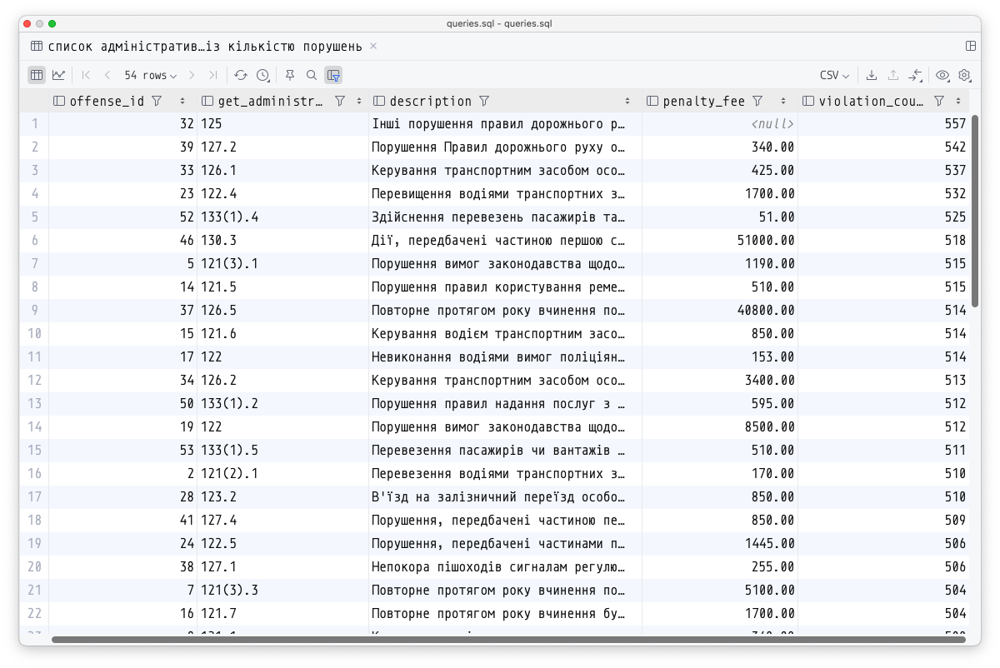 queries.sql - queries.sql
список адміністратив…із кількістю порушень ×
54 rows CSV
offense_id get_administr… description penalty_fee violation_cou…
1 32 125 Інші порушення правил дорожнього р… <null> 557
2 39 127.2 Порушення Правил дорожнього руху о… 340.00 542
3 33 126.1 Керування транспортним засобом осо… 425.00 537
4 23 122.4 Перевищення водіями транспортних з… 1700.00 532
5 52 133(1).4 Здійснення перевезень пасажирів та… 51.00 525
6 46 130.3 Дії, передбачені частиною першою с… 51000.00 518
7 5 121(3).1 Порушення вимог законодавства щодо… 1190.00 515
8 14 121.5 Порушення правил користування реме… 510.00 515
9 37 126.5 Повторне протягом року вчинення по… 40800.00 514
10 15 121.6 Керування водієм транспортним засо… 850.00 514
11 17 122 Невиконання водіями вимог поліціян… 153.00 514
12 34 126.2 Керування транспортним засобом осо… 3400.00 513
13 50 133(1).2 Порушення правил надання послуг з … 595.00 512
14 19 122 Порушення вимог законодавства щодо… 8500.00 512
15 53 133(1).5 Перевезення пасажирів чи вантажів … 510.00 511
16 2 121(2).1 Перевезення водіями транспортних з… 170.00 510
17 28 123.2 В'їзд на залізничний переїзд особо… 850.00 510
18 41 127.4 Порушення, передбачені частиною пе… 850.00 509
19 24 122.5 Порушення, передбачені частинами п… 1445.00 506
20 38 127.1 Непокора пішоходів сигналам регулю… 255.00 506
21 7 121(3).3 Повторне протягом року вчинення по… 5100.00 504
22 16 121.7 Повторне протягом року вчинення бу… 1700.00 504